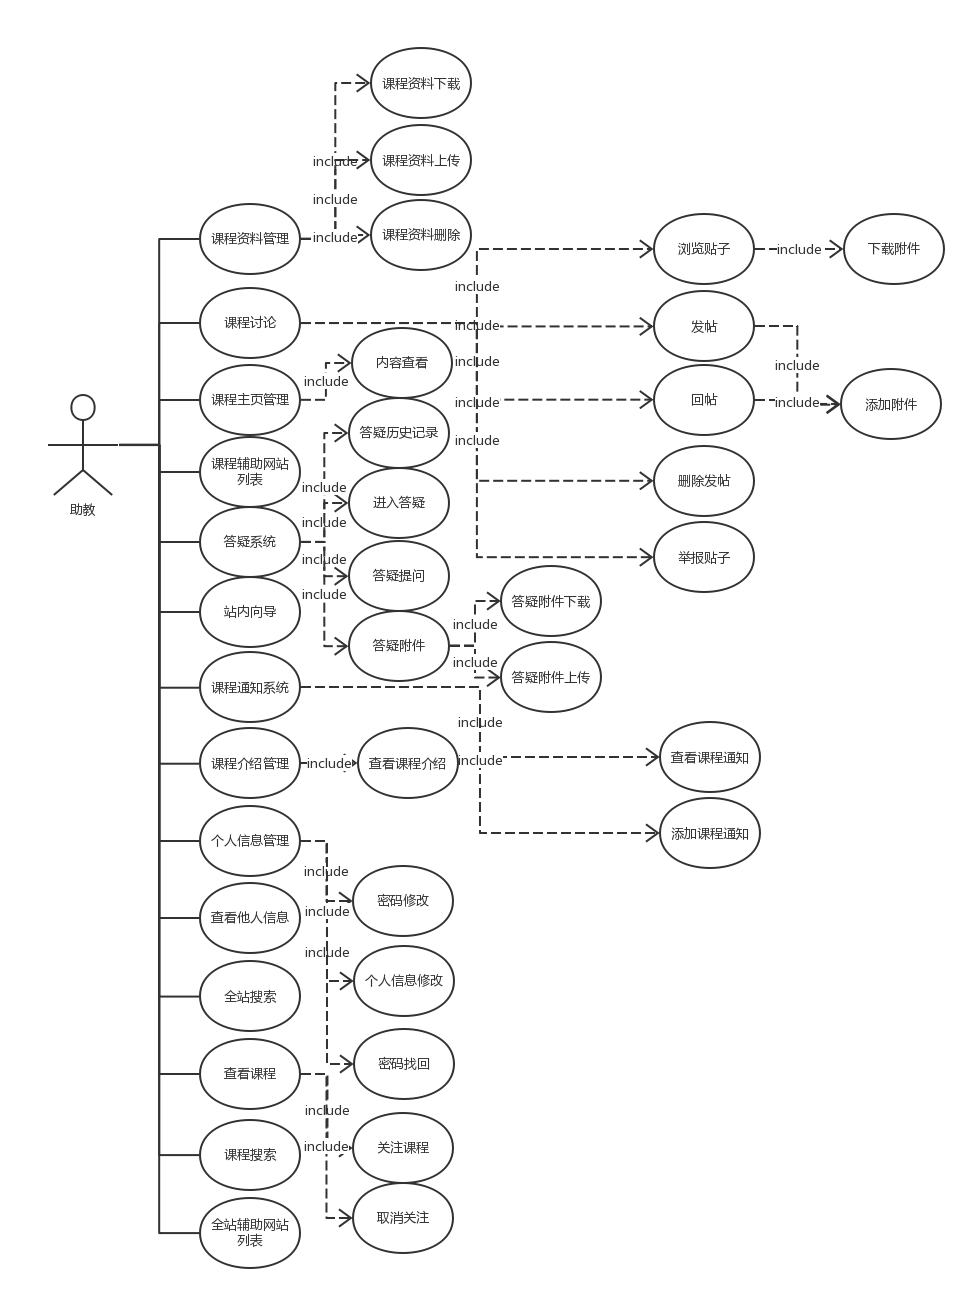 课程资料下载
include
课程资料上传
include
课程资料管理
include
课程资料删除
浏览贴子
include
下载附件
include
课程讨论
include
发帖
内容查看
include
include
include
课程主页管理
include
回帖
include
添加附件
答疑历史记录
include
课程辅助网站
列表
删除发帖
include
进入答疑
助教
include
答疑系统
include
举报贴子
答疑提问
include
答疑附件下载
站内向导
include
答疑附件
include
答疑附件上传
课程通知系统
include
课程介绍管理
include
查看课程介绍
include
查看课程通知
添加课程通知
个人信息管理
include
密码修改
include
查看他人信息
include
个人信息修改
全站搜索
密码找回
查看课程
include
include
关注课程
课程搜索
取消关注
全站辅助网站
列表